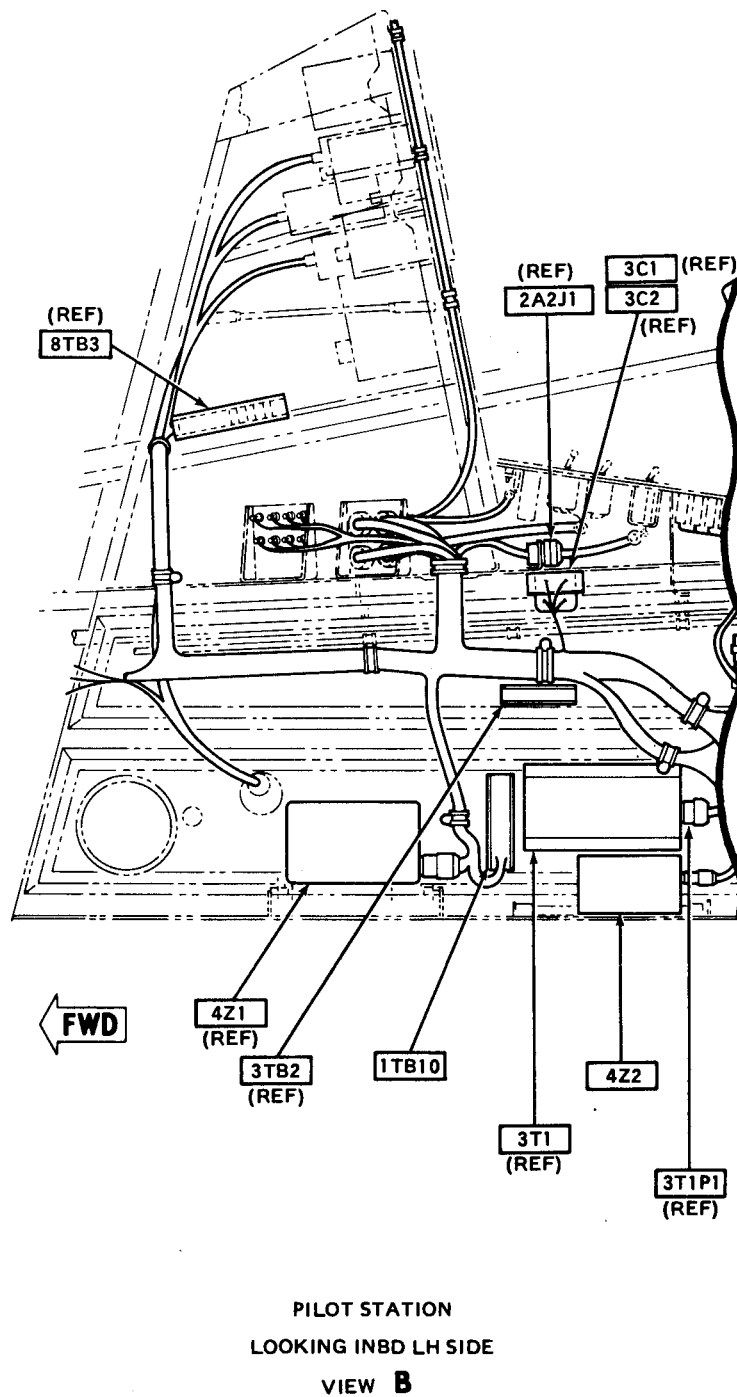 (REF)
2A2J1
3C1 (REF)
3C2
(REF)
(REF)
8TB3
FWD
4Z1
(REF)
3TB2
(REF)
1TB10
4Z2
3T1
(REF)
3T1P1
(REF)
PILOT STATION
LOOKING INBD LH SIDE
VIEW B